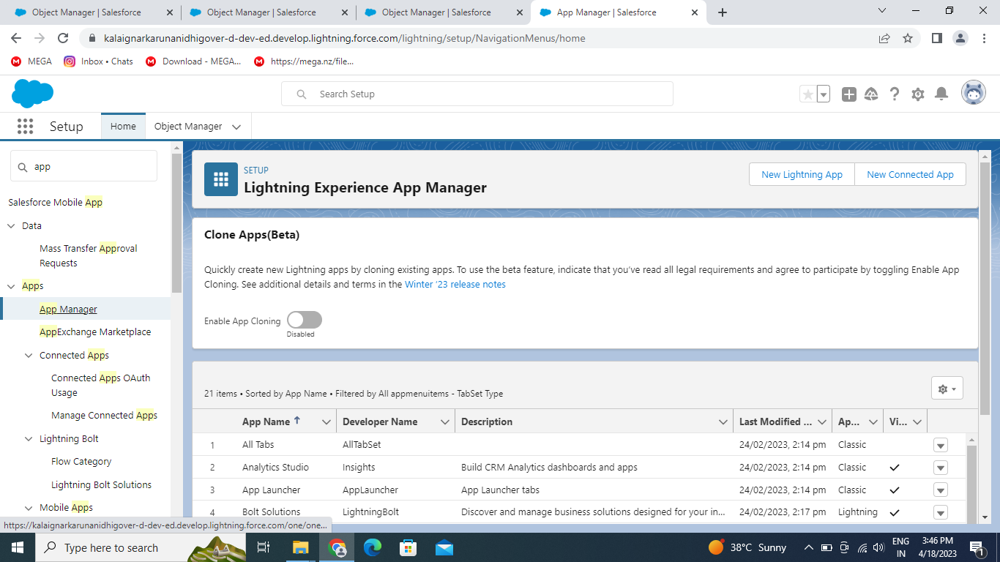 Object Manager | Salesforce
Object Manager | Salesforce
Object Manager | Salesforce
App Manager | Salesforce
kalaignarkarunanidhigover-d-dev-ed.develop.lightning.force.com/lightning/setup/NavigationMenus/home
MEGA
Inbox • Chats
Download - MEGA...
https://mega.nz/file...
Search Setup
Setup
Home
Object Manager
app
Salesforce Mobile App
Data
Mass Transfer Approval
Requests
Apps
App Manager
AppExchange Marketplace
Connected Apps
Connected Apps OAuth
Usage
Manage Connected Apps
Lightning Bolt
Flow Category
Lightning Bolt Solutions
Mobile Apps
SETUP
Lightning Experience App Manager
New Lightning App
New Connected App
Clone Apps(Beta)
Quickly create new Lightning apps by cloning existing apps. To use the beta feature, indicate that you've read all legal requirements and agree to participate by toggling Enable App
Cloning. See additional details and terms in the Winter '23 release notes
Enable App Cloning
Disabled
21 items • Sorted by App Name • Filtered by All appmenuitems - TabSet Type
App Name Developer Name Description Last Modified ... Ap... Vi...
1 All Tabs AllTabSet 24/02/2023, 2:14 pm Classic
2 Analytics Studio Insights Build CRM Analytics dashboards and apps 24/02/2023, 2:14 pm Classic
3 App Launcher AppLauncher App Launcher tabs 24/02/2023, 2:14 pm Classic
4 Bolt Solutions LightningBolt Discover and manage business solutions designed for your in... 24/02/2023, 2:17 pm Lightning
https://kalaignarkarunanidhigover-d-dev-ed.develop.lightning.force.com/one/one...
Type here to search
38°C Sunny
ENG
IN
3:46 PM
4/18/2023
1